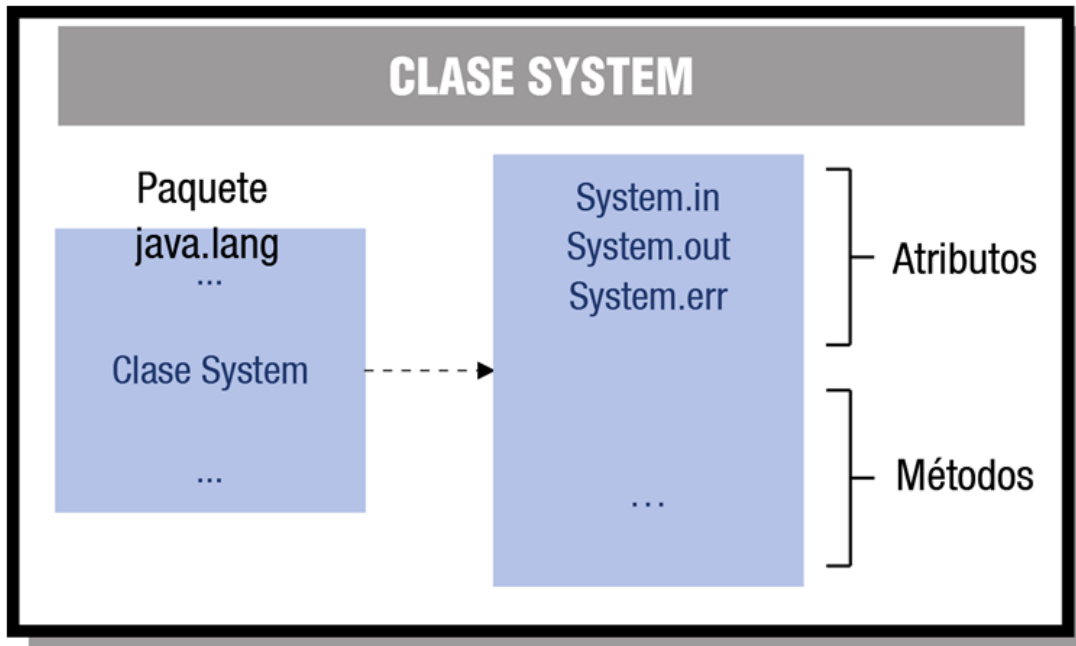 CLASE SYSTEM
Paquete
java.lang
...
Clase System
...
System.in
System.out
System.err
...
Atributos
Métodos